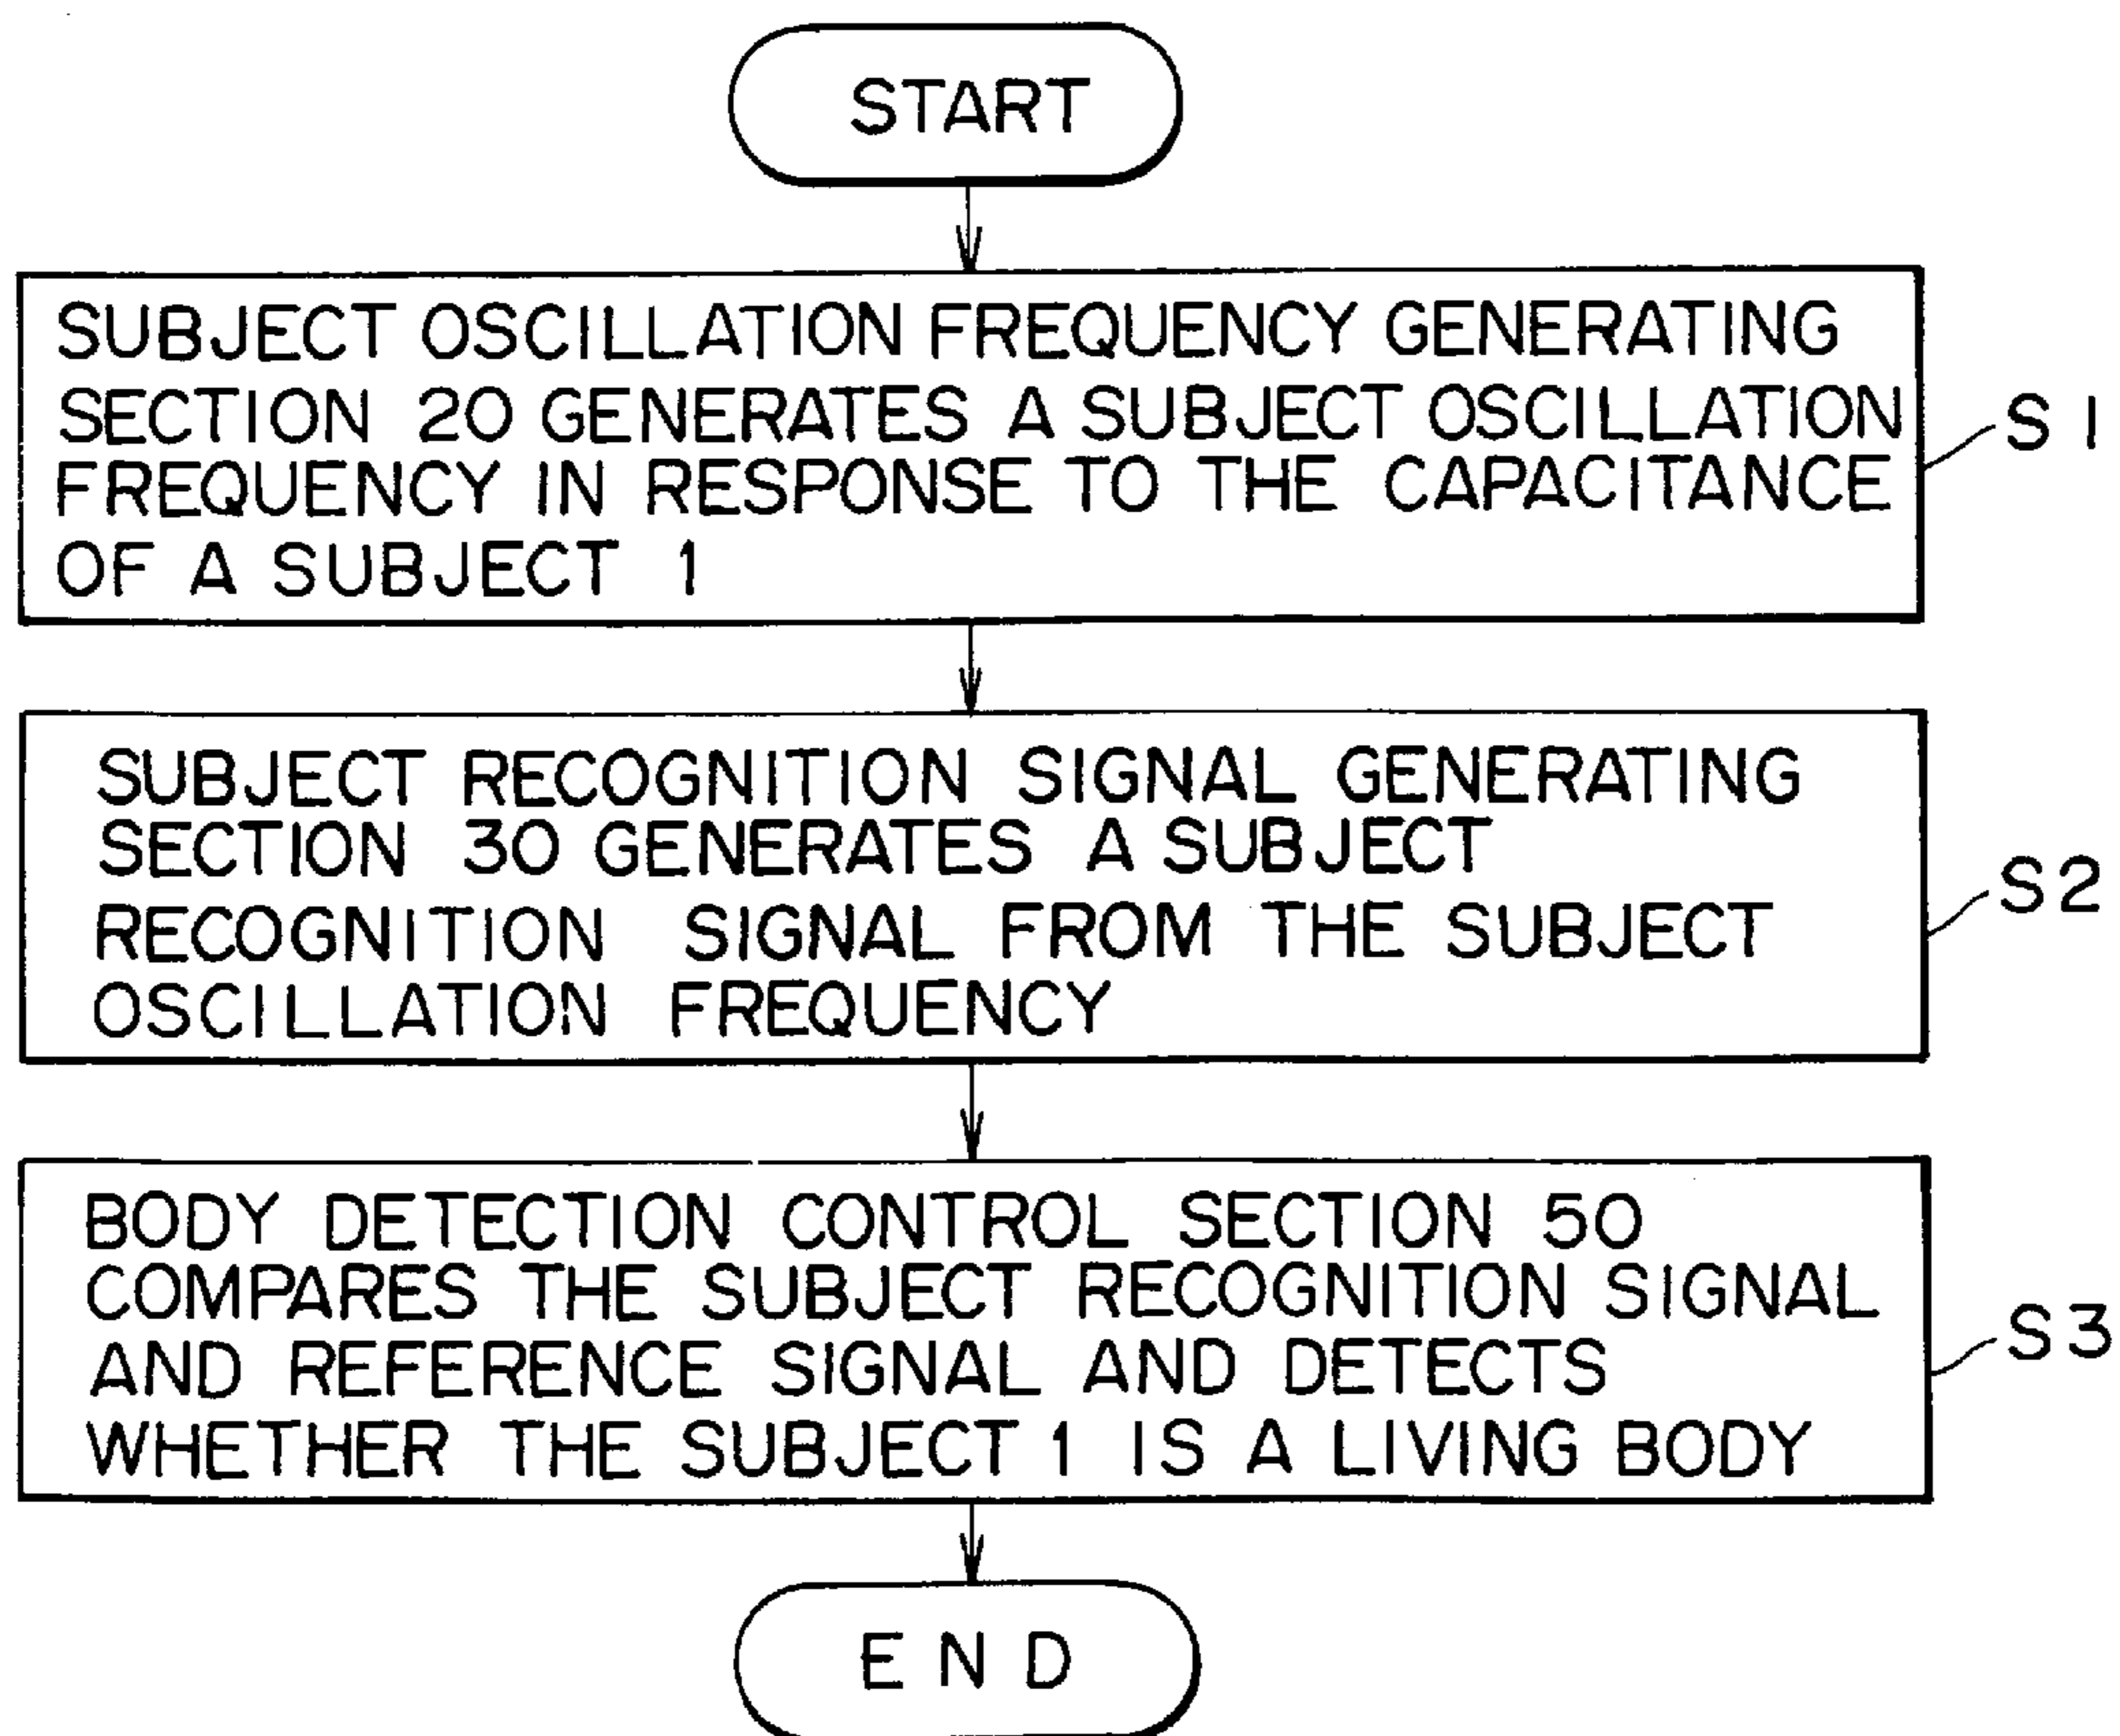 START
SUBJECT OSCILLATION FREQUENCY GENERATING
SECTION 20 GENERATES A SUBJECT OSCILLATION
FREQUENCY IN RESPONSE TO THE CAPACITANCE
OF A SUBJECT 1
S1
SUBJECT RECOGNITION SIGNAL GENERATING
SECTION 30 GENERATES A SUBJECT
RECOGNITION SIGNAL FROM THE SUBJECT
OSCILLATION FREQUENCY
S2
BODY DETECTION CONTROL SECTION 50
COMPARES THE SUBJECT RECOGNITION SIGNAL
AND REFERENCE SIGNAL AND DETECTS
WHETHER THE SUBJECT 1 IS A LIVING BODY
S3
END